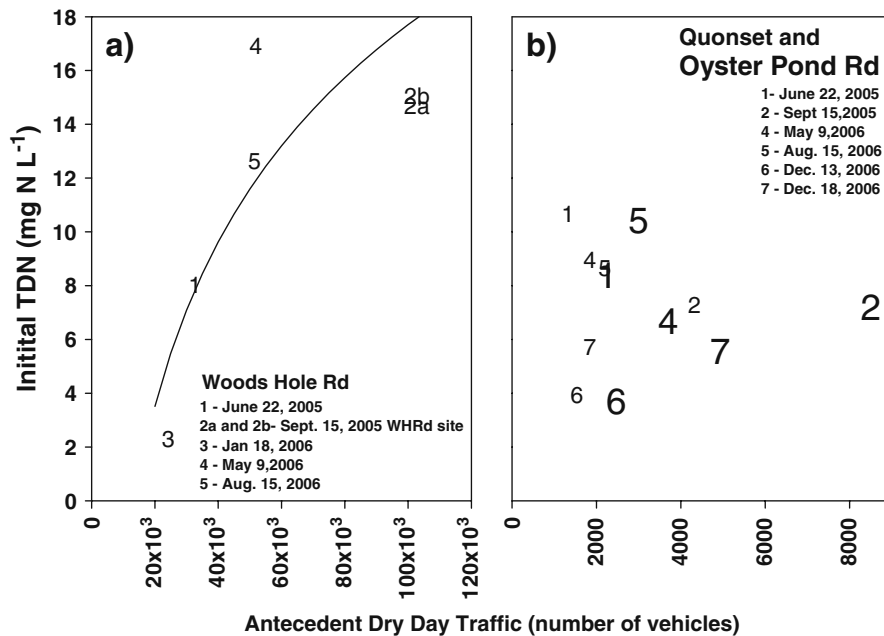 Initital TDN (mg N L-1)
18
16
14
12
10
8
6
4
2
0
a)
4
2b
2a
5
1
3
Woods Hole Rd
1 - June 22, 2005
2a and 2b- Sept. 15, 2005 WHRd site
3 - Jan 18, 2006
4 - May 9,2006
5 - Aug. 15, 2006
0
20x10³
40x10³
60x10³
80x10³
100x10³
120x10³
b)
Quonset and
Oyster Pond Rd
1- June 22, 2005
2 - Sept 15,2005
4 - May 9,2006
5 - Aug. 15, 2006
6 - Dec. 13, 2006
7 - Dec. 18, 2006
1
5
4
5
1
2
2
4
7
7
6
6
0
2000
4000
6000
8000
Antecedent Dry Day Traffic (number of vehicles)